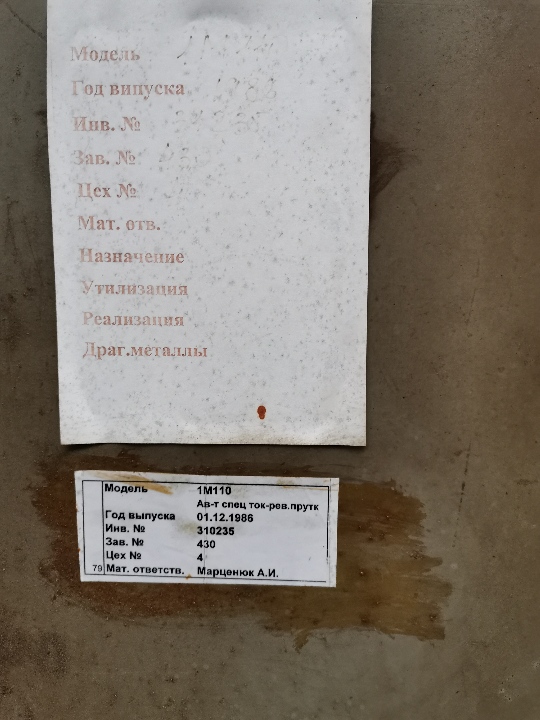 Модель
Год випуска
Инв. №
Зав. №
Цех №
Мат. отв.
Назначение
Утилизация
Реализация
Драг.металлы
Модель 1М110
Ав-т спец ток-рев.прутк
Год выпуска 01.12.1986
Инв. № 310235
Зав. № 430
Цех № 4
79 Мат. ответств. Марценюк А.И.